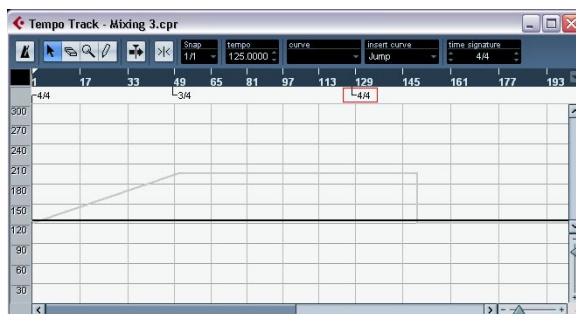 Tempo Track - Mixing 3.cpr
Snap tempo curve insert curve time signature
1/1 125.0000 Jump 4/4
1 17 33 49 65 81 97 113 129 145 161 177 193
4/4 3/4 4/4
300
270
240
210
180
150
120
90
60
30